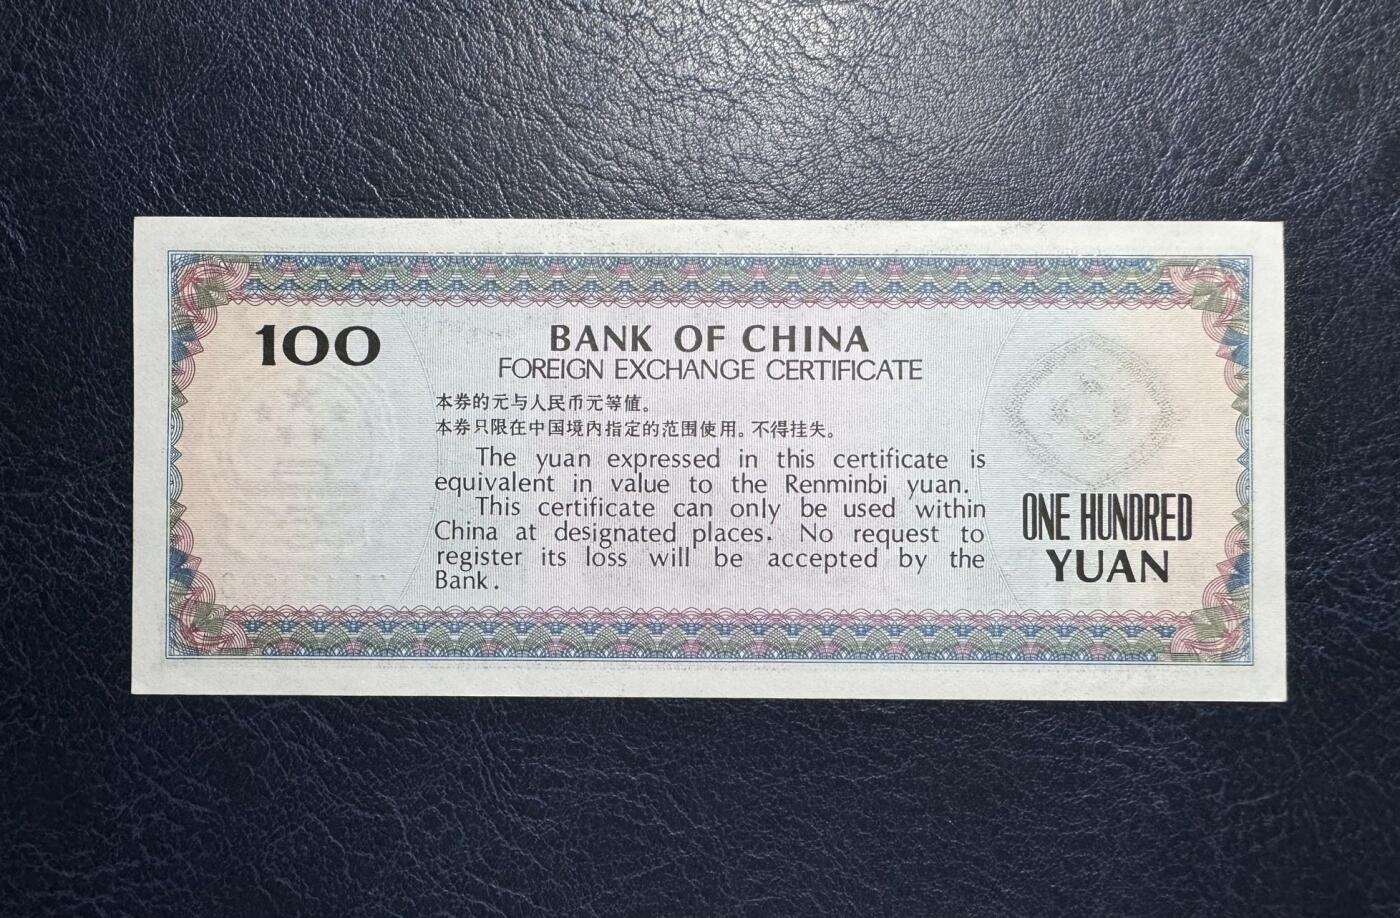 100
BANK OF CHINA
FOREIGN EXCHANGE CERTIFICATE
本券的元与人民币元等值。
本券只限在中国境内指定的范围使用。不得挂失。
The yuan expressed in this certificate is
equivalent in value to the Renminbi yuan.
This certificate can only be used within
China at designated places. No request to
register its loss will be accepted by the
Bank.
ONE HUNDRED
YUAN